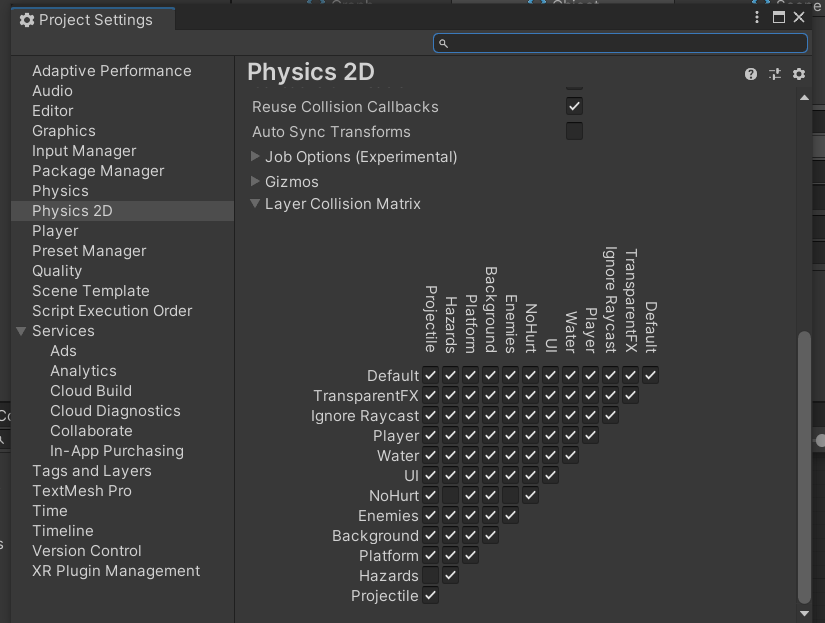 Project Settings
Adaptive Performance
Audio
Editor
Graphics
Input Manager
Package Manager
Physics
Physics 2D
Player
Preset Manager
Quality
Scene Template
Script Execution Order
Services
Ads
Analytics
Cloud Build
Cloud Diagnostics
Collaborate
In-App Purchasing
Tags and Layers
TextMesh Pro
Time
Timeline
Version Control
XR Plugin Management
Physics 2D
Reuse Collision Callbacks
Auto Sync Transforms
Job Options (Experimental)
Gizmos
Layer Collision Matrix
Projectile
Hazards
Platform
Background
Enemies
NoHurt
UI
Water
Player
Ignore Raycast
TransparentFX
Default
Default
TransparentFX
Ignore Raycast
Player
Water
UI
NoHurt
Enemies
Background
Platform
Hazards
Projectile